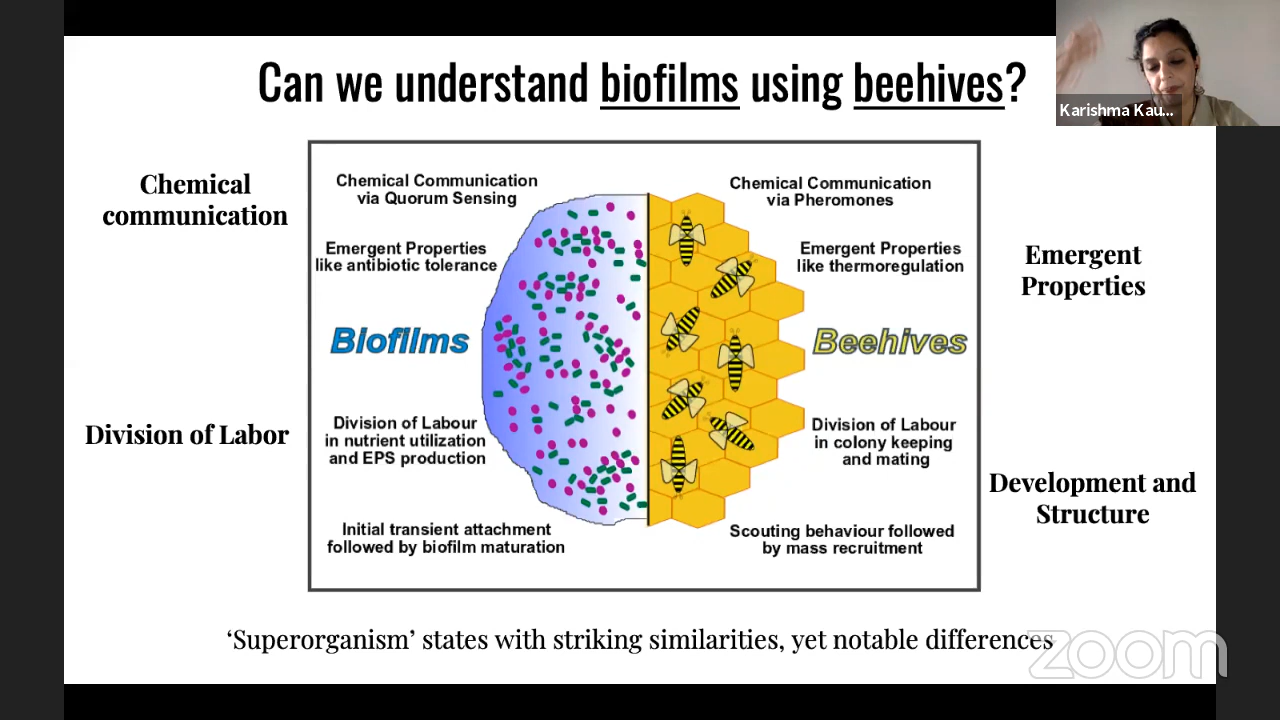 Can we understand biofilms using beehives?
Karishma Kau...
Chemical
communication
Division of Labor
Chemical Communication
via Quorum Sensing
Emergent Properties
like antibiotic tolerance
Biofilms
Division of Labour
in nutrient utilization
and EPS production
Initial transient attachment
followed by biofilm maturation
Chemical Communication
via Pheromones
Emergent Properties
like thermoregulation
Beehives
Division of Labour
in colony keeping
and mating
Scouting behaviour followed
by mass recruitment
Emergent
Properties
Development and
Structure
‘Superorganism’ states with striking similarities, yet notable differences
zoom